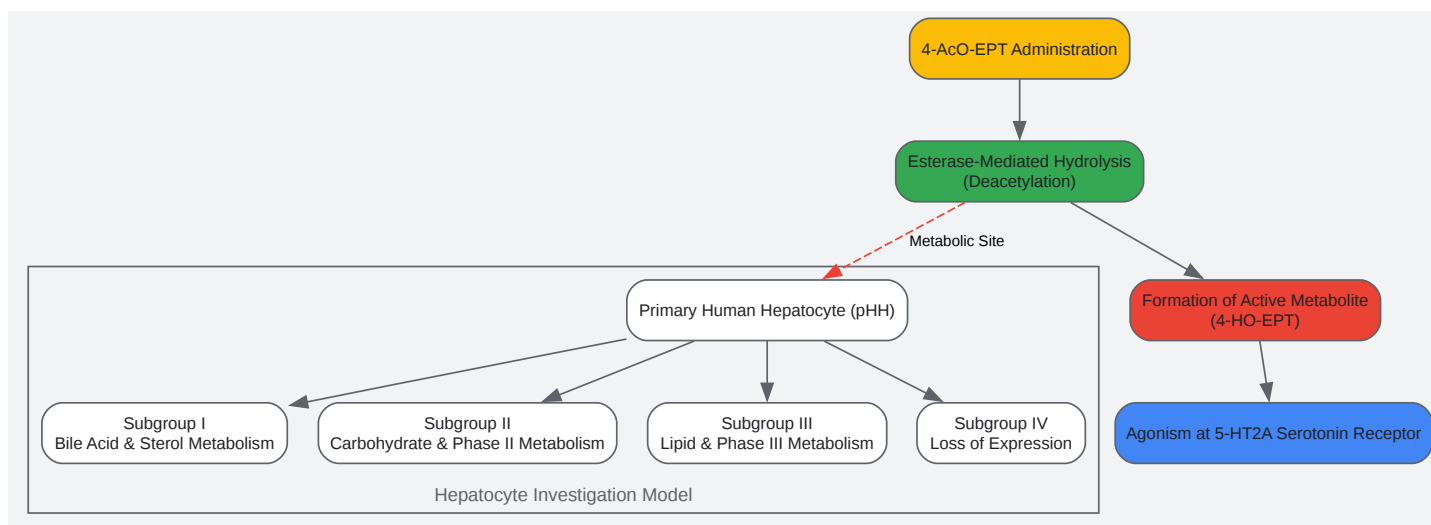 4-AcO-EPT Administration
Esterase-Mediated Hydrolysis
(Deacetylation)
Metabolic Site
Primary Human Hepatocyte (pHH)
Formation of Active Metabolite
(4-HO-EPT)
Subgroup I
Bile Acid & Sterol Metabolism
Subgroup II
Carbohydrate & Phase II Metabolism
Subgroup III
Lipid & Phase III Metabolism
Subgroup IV
Loss of Expression
Agonism at 5-HT2A Serotonin Receptor
Hepatocyte Investigation Model